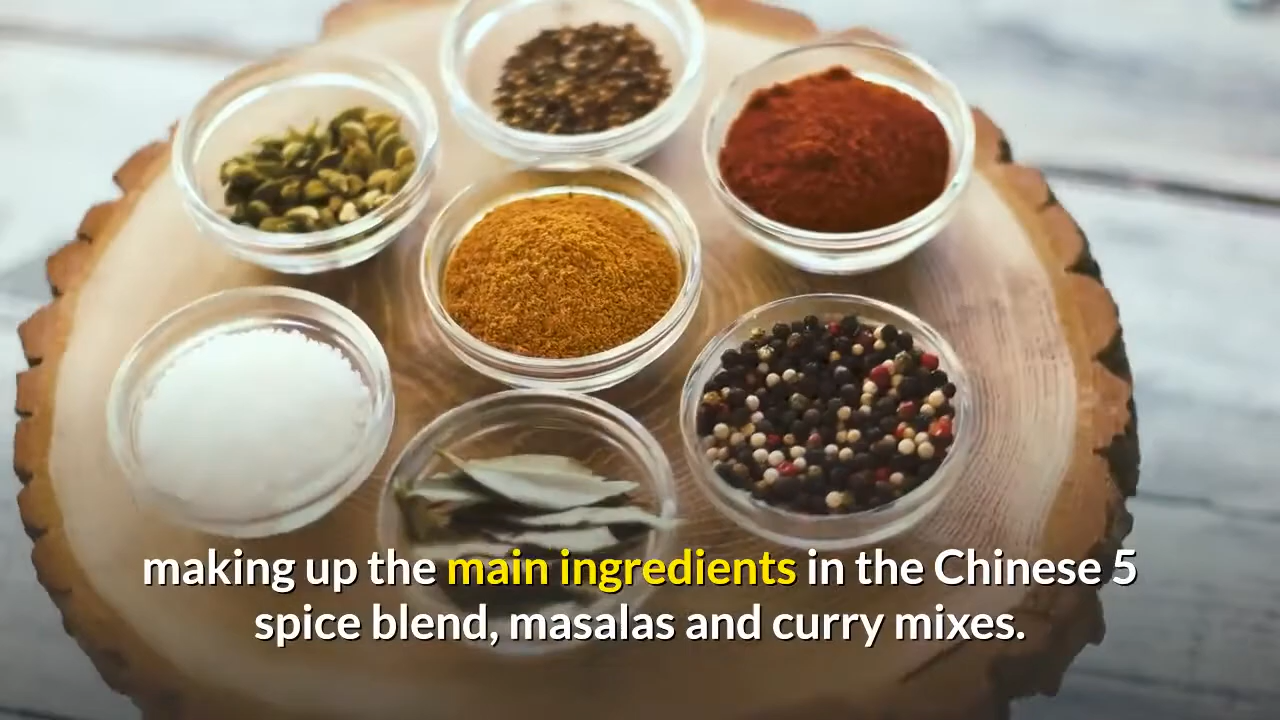 making up the main ingredients in the Chinese 5
spice blend, masalas and curry mixes.